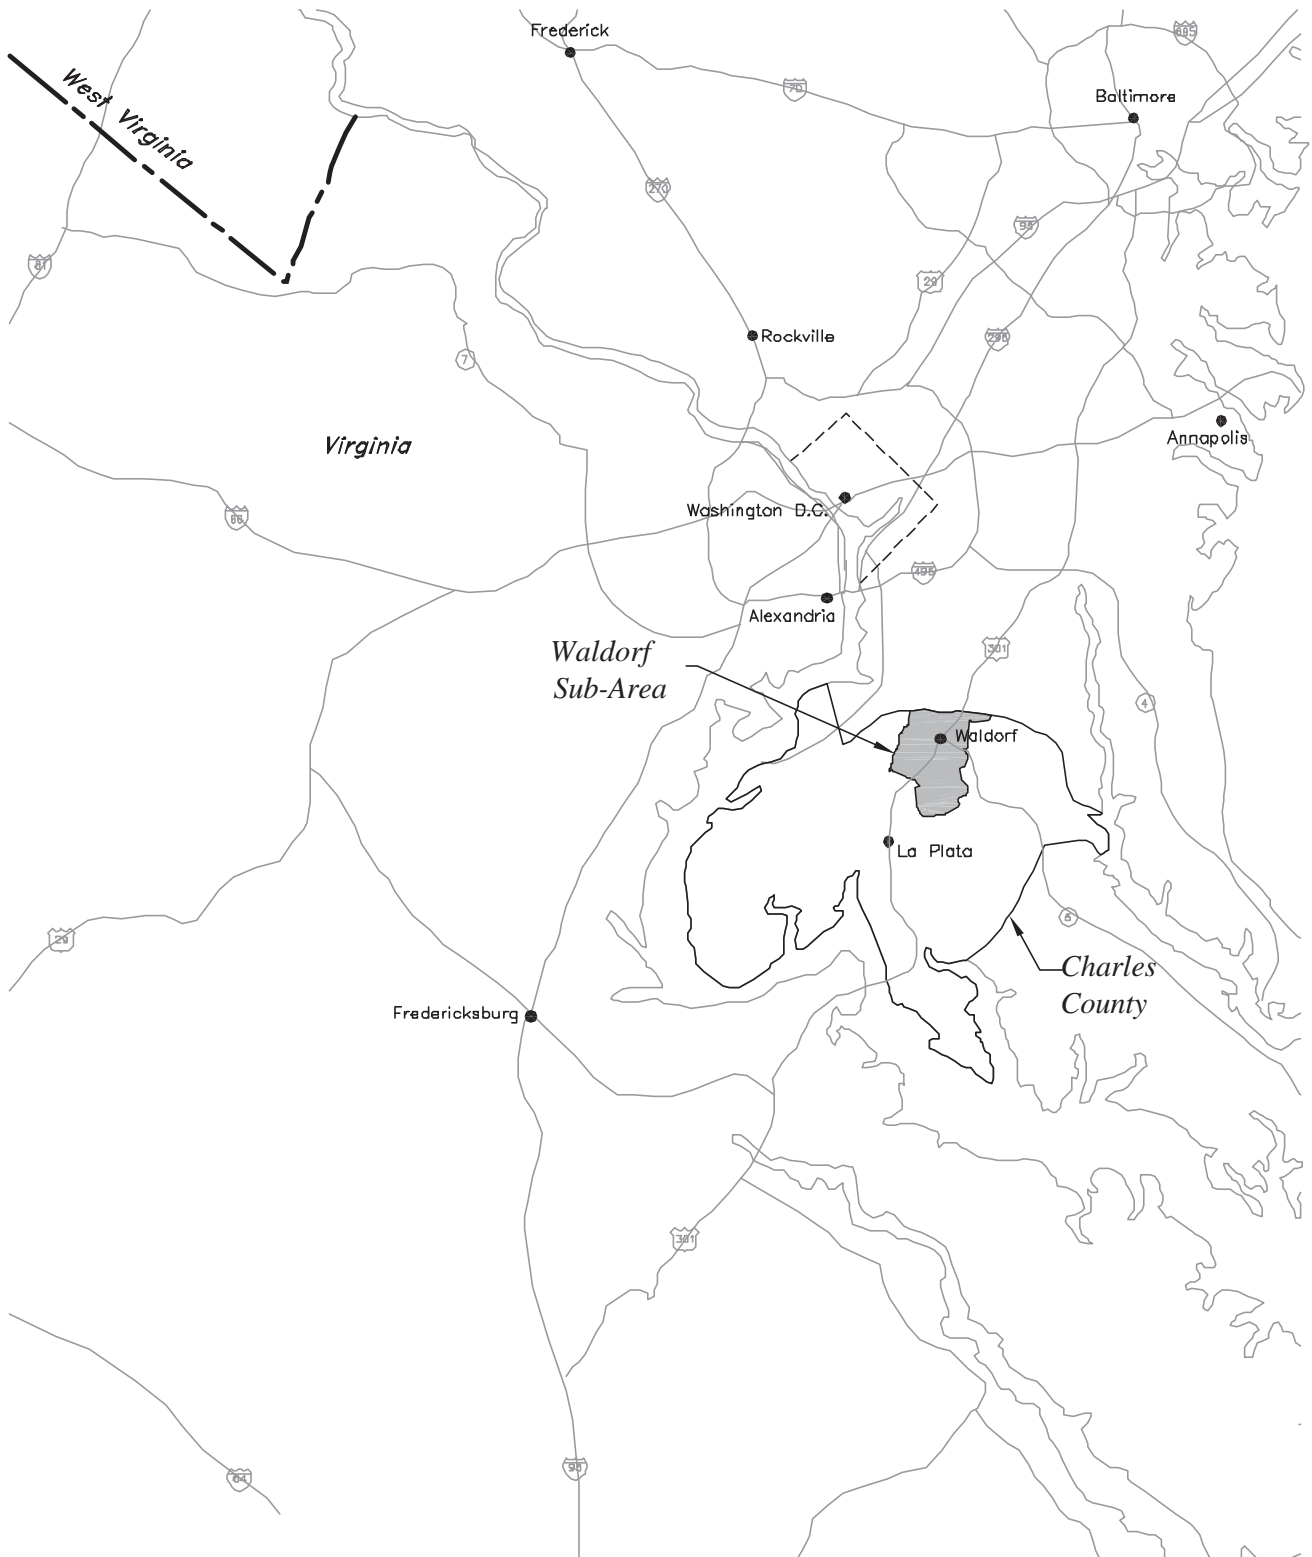 Frederick
695
70
Baltimore
West Virginia
270
95
81
29
Rockville
295
7
Annapolis
Virginia
Washington D.C.
66
495
Alexandria
Waldorf
Sub-Area
301
4
Waldorf
La Plata
5
29
Charles
County
Fredericksburg
301
64
95